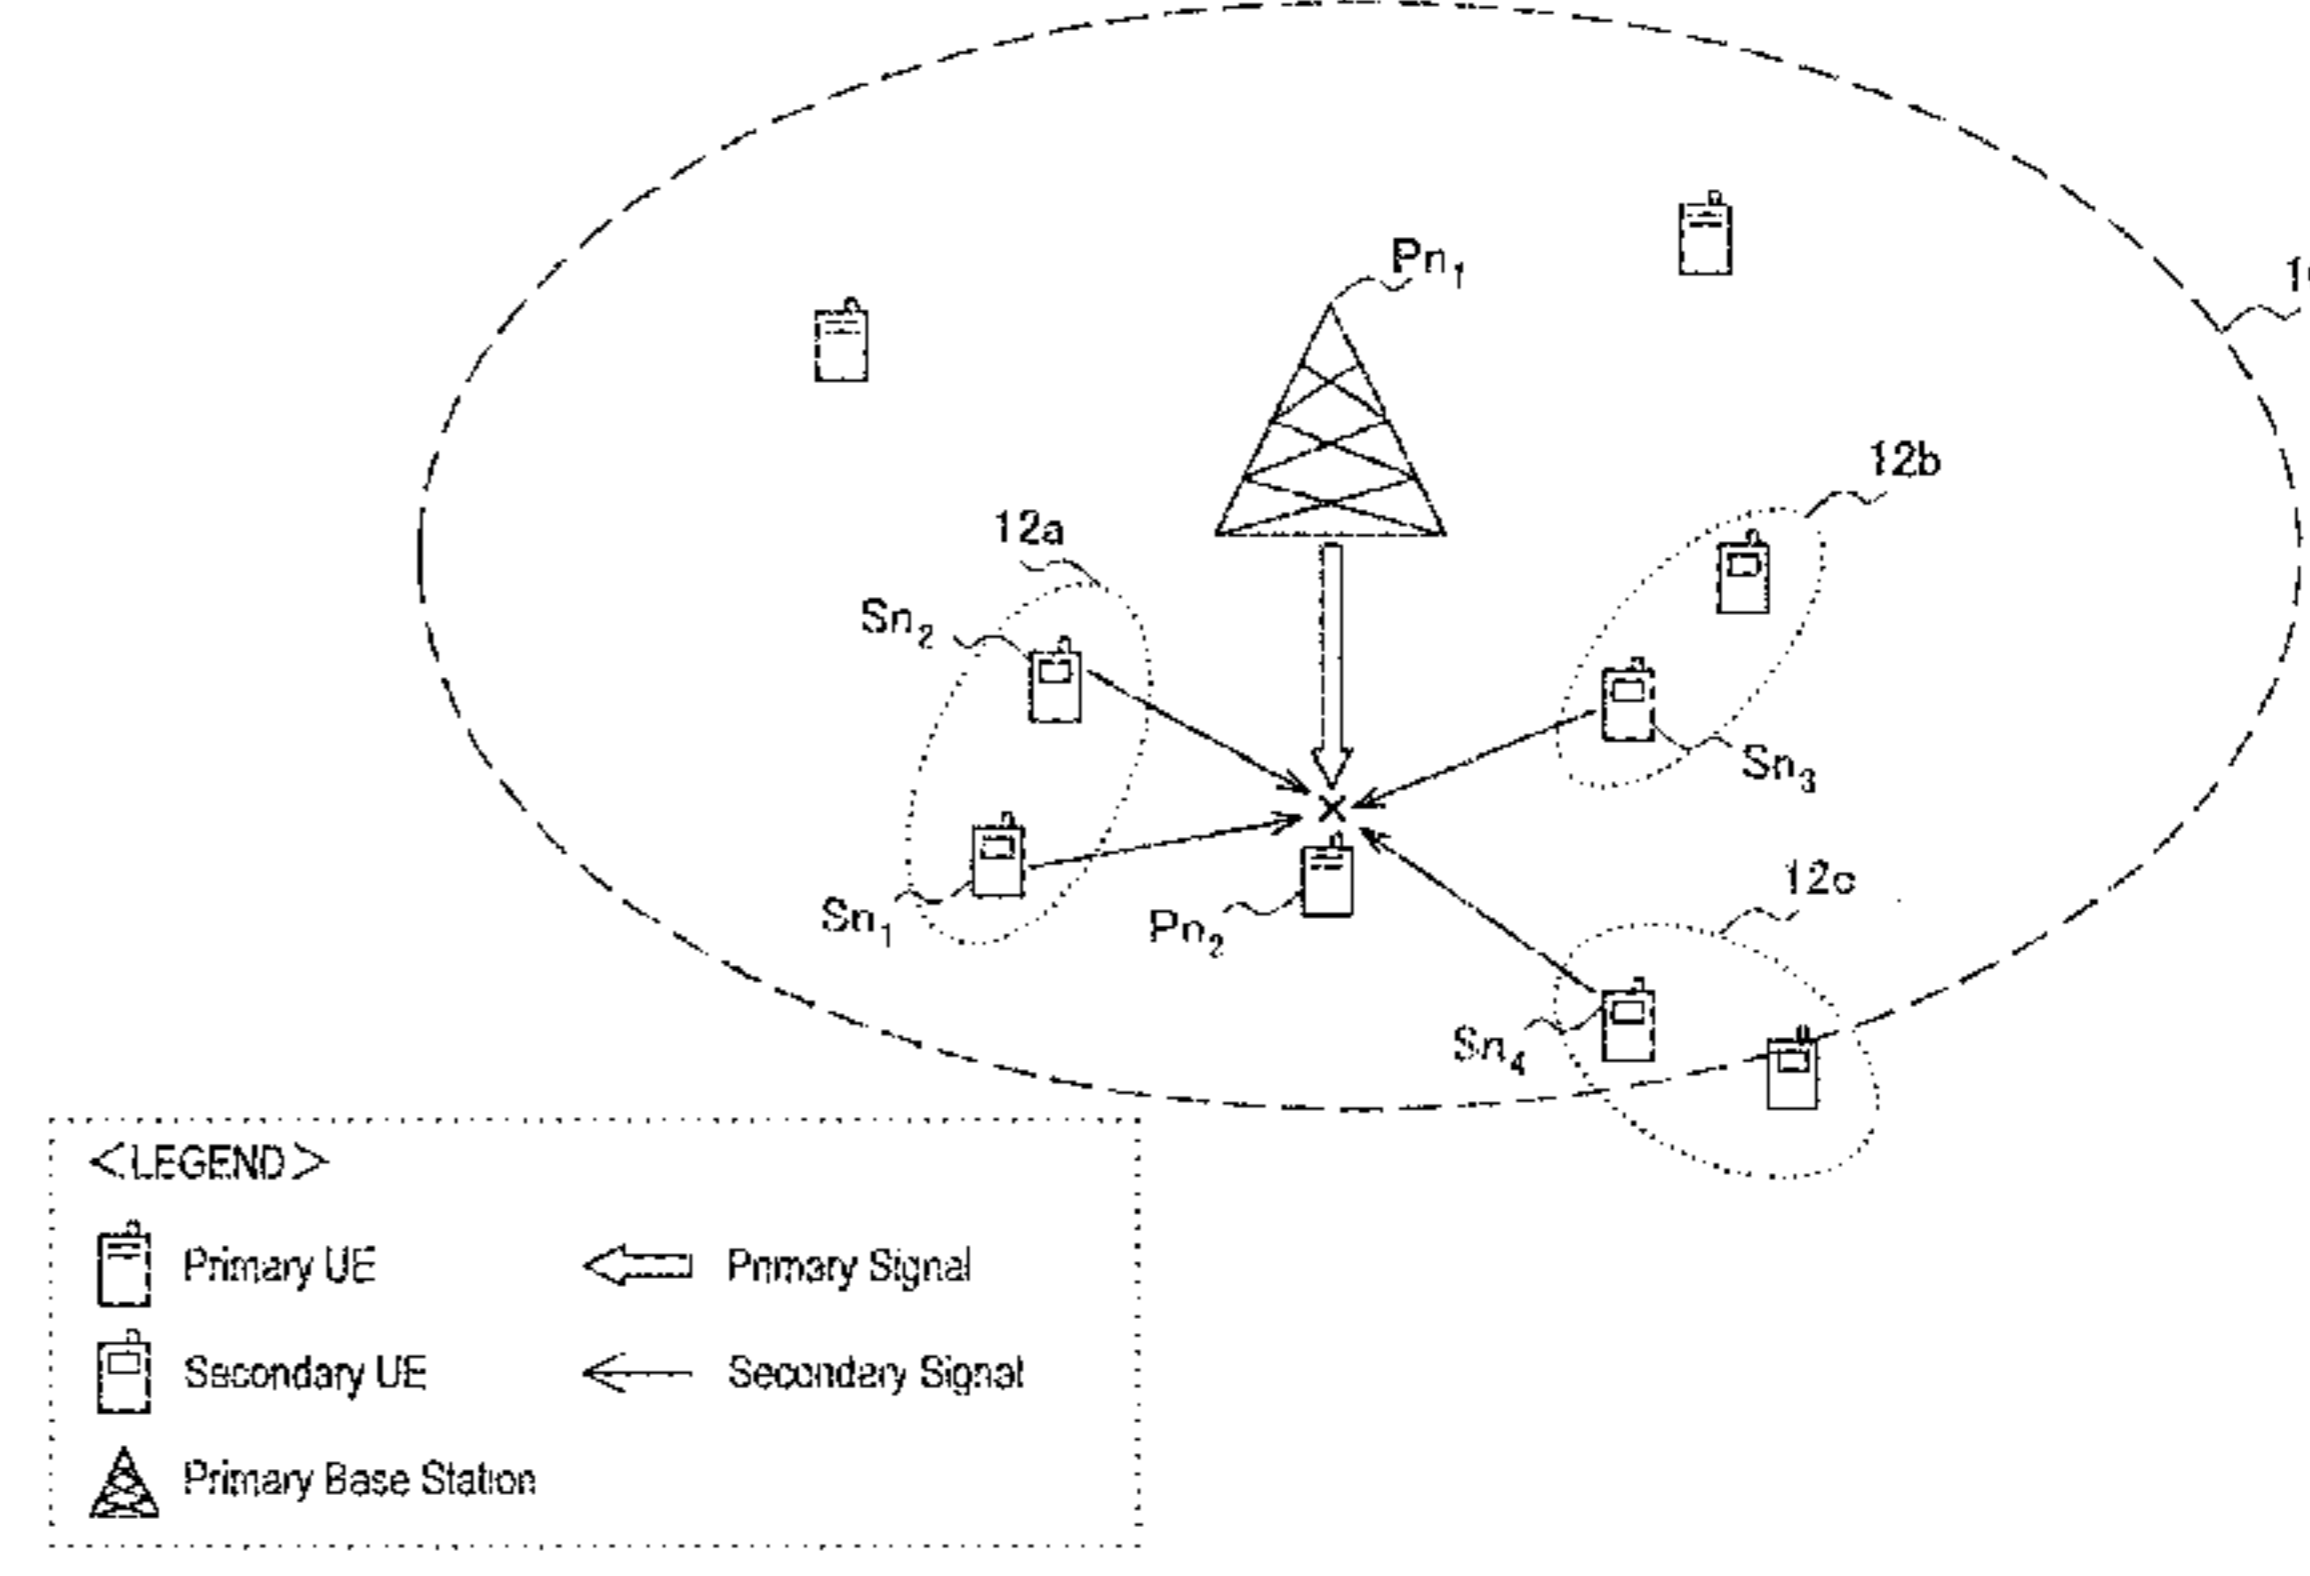 Pn1
12b
12a
Sn2
Sn3
12c
Sn1
Pn2
Sn4
<LEGEND>
Primary UE
Primary Signal
Secondary UE
Secondary Signal
Primary Base Station